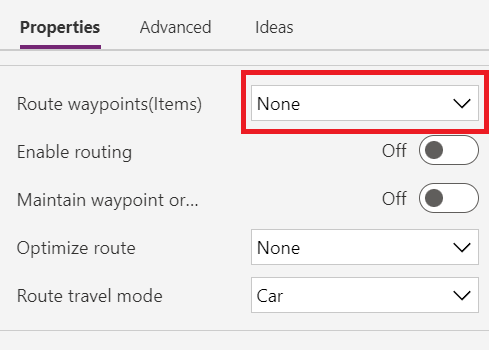 Properties Advanced Ideas
Route waypoints(Items) None
Enable routing Off
Maintain waypoint or... Off
Optimize route None
Route travel mode Car